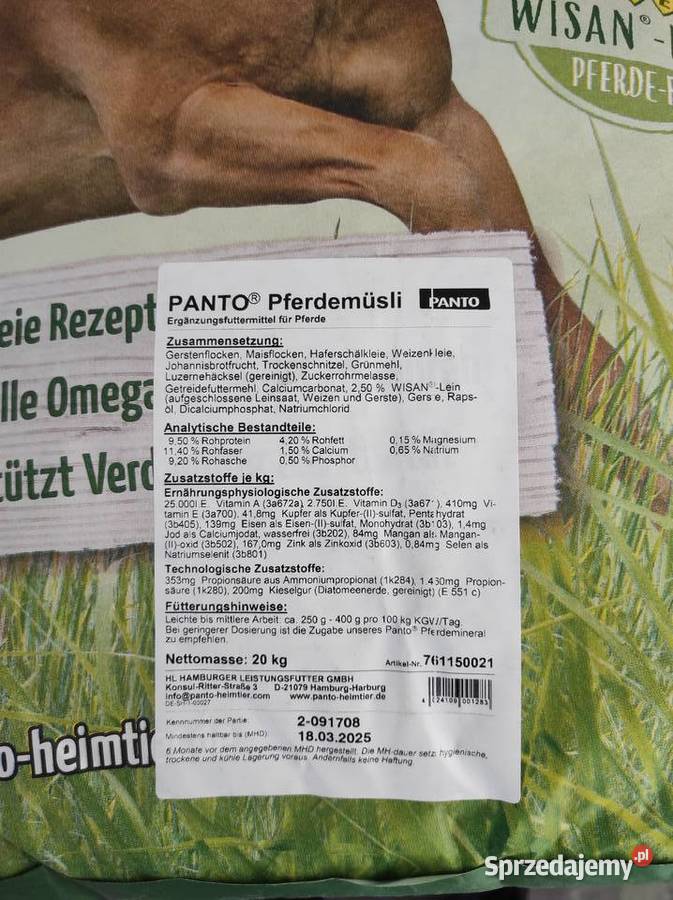 WISAN®-
PFERDE-
eie Rezept
lle Omega
tützt Verd
o-heimtie
PANTO® Pferdemüsli PANTO
Ergänzungsfuttermittel für Pferde
Zusammensetzung:
Gerstenflocken, Maisflocken, Haferschälkleie, Weizenkleie,
Johannisbrotfrucht, Trockenschnitzel, Grünmehl,
Luzernehäcksel (gereinigt), Zuckerrohrmelasse,
Getreidefuttermehl, Calciumcarbonat, 2,50 % WISAN®-Lein
(aufgeschlossene Leinsaat, Weizen und Gerste), Gerste, Raps-
öl, Dicalciumphosphat, Natriumchlorid
Analytische Bestandteile:
9,50 % Rohprotein 4,20 % Rohfett 0,15 % Magnesium
11,40 % Rohfaser 1,50 % Calcium 0,65 % Natrium
9,20 % Rohasche 0,50 % Phosphor
Zusatzstoffe je kg:
Ernährungsphysiologische Zusatzstoffe:
25.000I.E. Vitamin A (3a672a), 2.750I.E. Vitamin D3 (3a671), 410mg Vi-
tamin E (3a700), 41,8mg Kupfer als Kupfer-(II)-sulfat, Pentahydrat
(3b405), 139mg Eisen als Eisen-(II)-sulfat, Monohydrat (3b103), 1,4mg
Jod als Calciumjodat, wasserfrei (3b202), 84mg Mangan als Mangan-
(II)-oxid (3b502), 167,0mg Zink als Zinkoxid (3b603), 0,84mg Selen als
Natriumselenit (3b801)
Technologische Zusatzstoffe:
353mg Propionsäure aus Ammoniumpropionat (1k284), 1.430mg Propion-
säure (1k280), 200mg Kieselgur (Diatomeenerde, gereinigt) (E 551 c)
Fütterungshinweise:
Leichte bis mittlere Arbeit: ca. 250 g - 400 g pro 100 kg KGV//Tag.
Bei geringerer Dosierung ist die Zugabe unseres Panto® Pferdemineral
zu empfehlen.
Nettomasse: 20 kg Artikel-Nr. 761150021
HL HAMBURGER LEISTUNGSFUTTER GMBH
Konsul-Ritter-Straße 3 D-21079 Hamburg-Harburg
info@panto-heimtier.com www.panto-heimtier.de
DE-SH-1-00027
4 024109 001283
Kennnummer der Partie: 2-091708
Mindestens haltbar bis (MHD): 18.03.2025
6 Monate vor dem angegebenen MHD hergestellt. Die MH-dauer setzt hygienische,
trockene und kühle Lagerung voraus. Andernfalls keine Haftung.
Sprzedajemy.pl